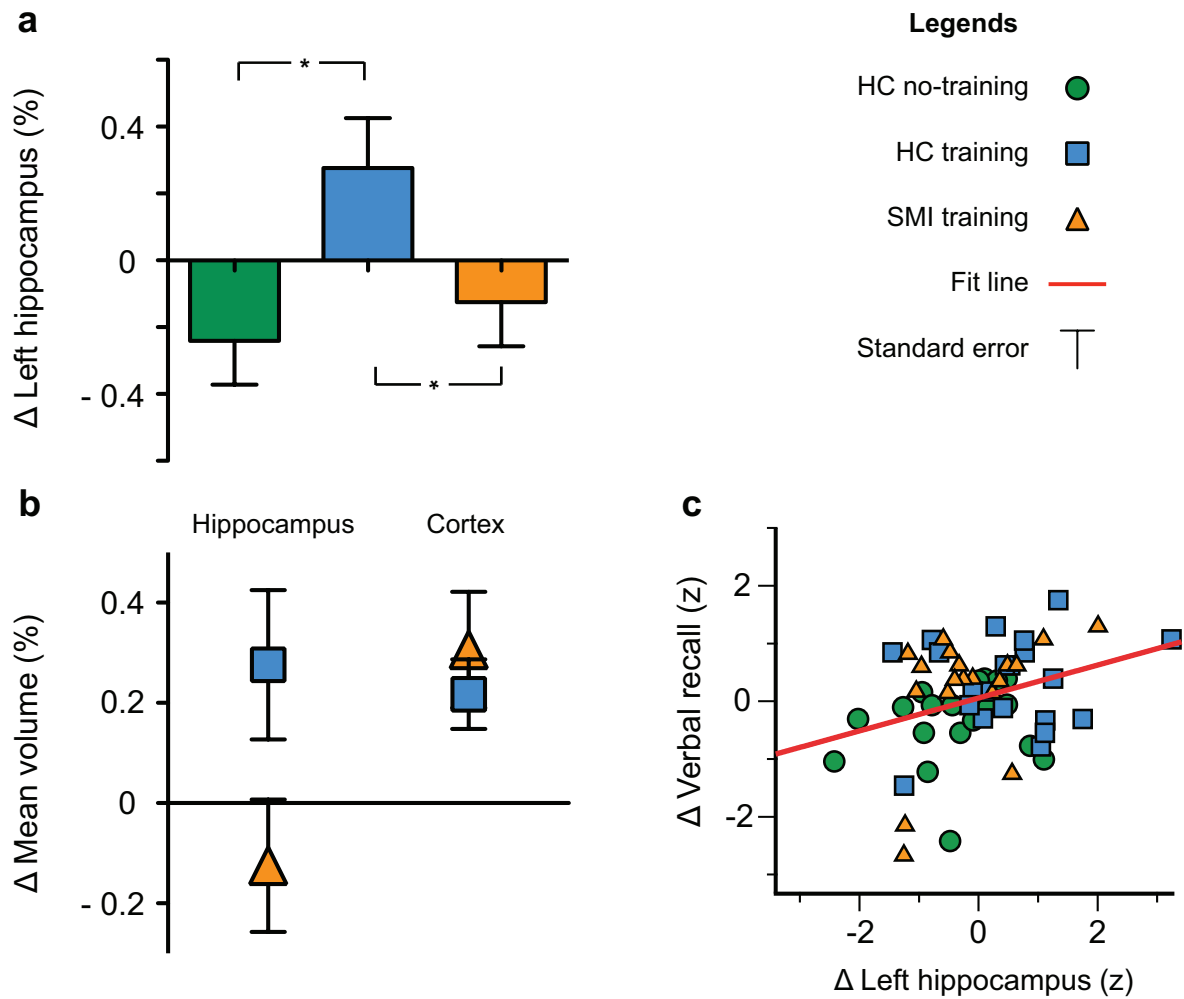 a
Δ Left hippocampus (%)
0.4
0
- 0.4
*
*
Legends
HC no-training
HC training
SMI training
Fit line
Standard error
b
Hippocampus
Cortex
Δ Mean volume (%)
0.4
0.2
0
- 0.2
c
Δ Verbal recall (z)
2
0
-2
-2
0
2
Δ Left hippocampus (z)